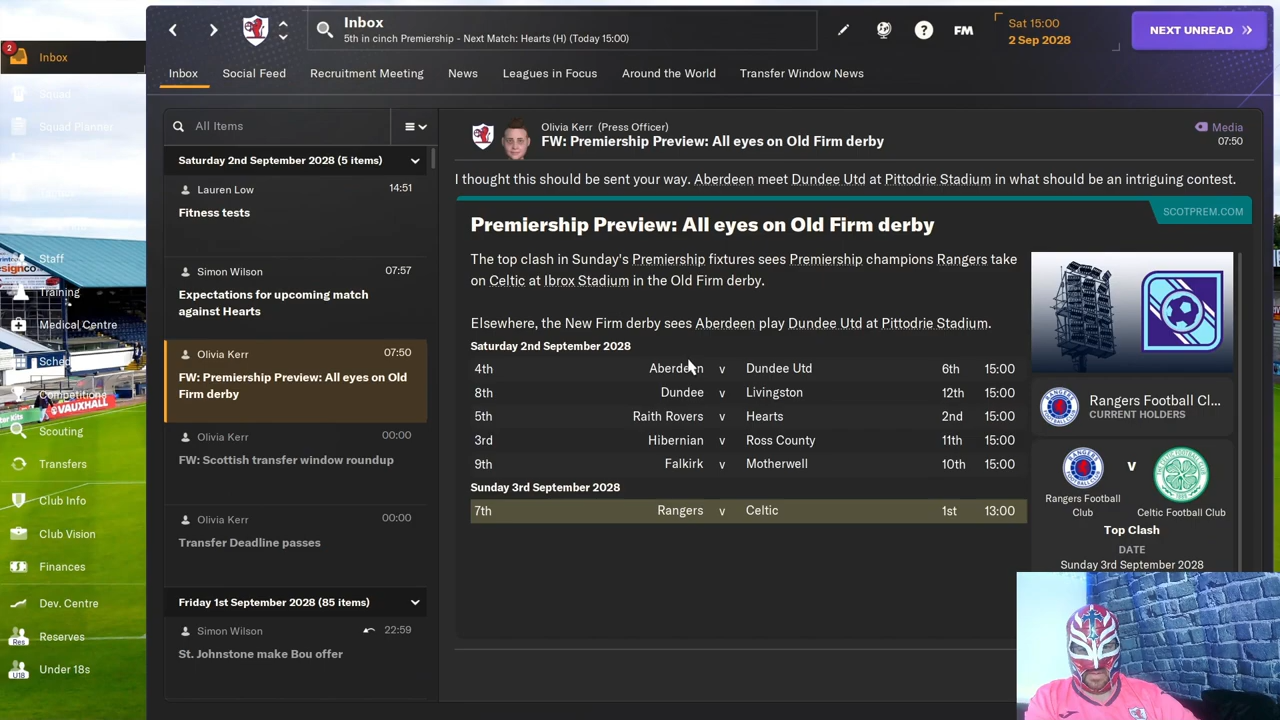 2
Inbox
Squad
Squad Planner
Staff
Training
Medical Centre
Sched
Competitions
Scouting
Transfers
Club Info
Club Vision
Finances
Dev. Centre
Reserves
Under 18s
Res
U18
VAUXHALL
Inbox
5th in cinch Premiership - Next Match: Hearts (H) (Today 15:00)
?
FM
Sat 15:00
2 Sep 2028
NEXT UNREAD
Inbox
Social Feed
Recruitment Meeting
News
Leagues in Focus
Around the World
Transfer Window News
All Items
Saturday 2nd September 2028 (5 items)
Lauren Low
14:51
Fitness tests
Simon Wilson
07:57
Expectations for upcoming match
against Hearts
Olivia Kerr
07:50
FW: Premiership Preview: All eyes on Old
Firm derby
Olivia Kerr
00:00
FW: Scottish transfer window roundup
Olivia Kerr
00:00
Transfer Deadline passes
Friday 1st September 2028 (85 items)
Simon Wilson
22:59
St. Johnstone make Bou offer
Olivia Kerr (Press Officer)
FW: Premiership Preview: All eyes on Old Firm derby
Media
07:50
I thought this should be sent your way. Aberdeen meet Dundee Utd at Pittodrie Stadium in what should be an intriguing contest.
SCOTPREM.COM
Premiership Preview: All eyes on Old Firm derby
The top clash in Sunday's Premiership fixtures sees Premiership champions Rangers take
on Celtic at Ibrox Stadium in the Old Firm derby.
Elsewhere, the New Firm derby sees Aberdeen play Dundee Utd at Pittodrie Stadium.
Saturday 2nd September 2028
4th Aberdeen v Dundee Utd 6th 15:00
8th Dundee v Livingston 12th 15:00
5th Raith Rovers v Hearts 2nd 15:00
3rd Hibernian v Ross County 11th 15:00
9th Falkirk v Motherwell 10th 15:00
Sunday 3rd September 2028
7th Rangers v Celtic 1st 13:00
Rangers Football Cl...
CURRENT HOLDERS
V
Rangers Football
Club
Celtic Football Club
Top Clash
DATE
Sunday 3rd September 2028